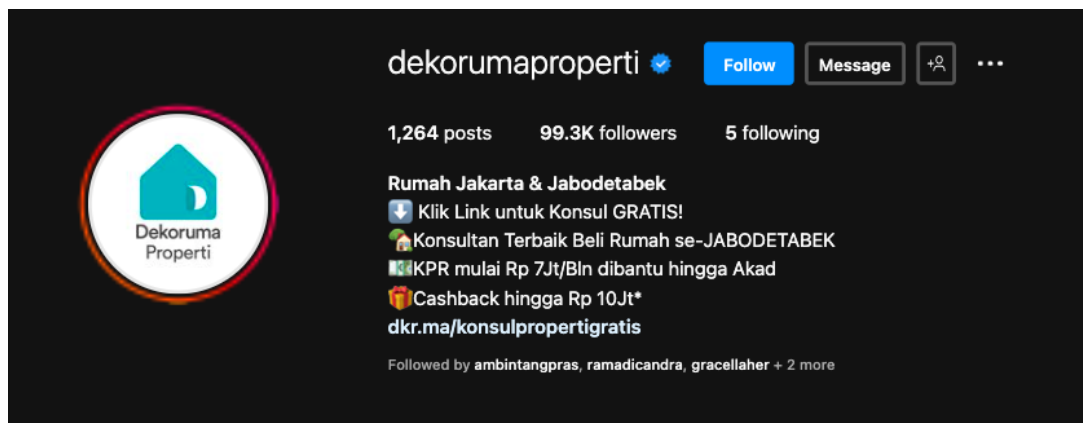 dekorumaproperti Follow Message
1,264 posts 99.3K followers 5 following
Rumah Jakarta & Jabodetabek
⬇️ Klik Link untuk Konsul GRATIS!
🏡Konsultan Terbaik Beli Rumah se-JABODETABEK
💵KPR mulai Rp 7Jt/Bln dibantu hingga Akad
🎁Cashback hingga Rp 10Jt*
dkr.ma/konsulpropertigratis
Followed by ambintangpras, ramadicandra, gracellaher + 2 more
Dekoruma
Properti